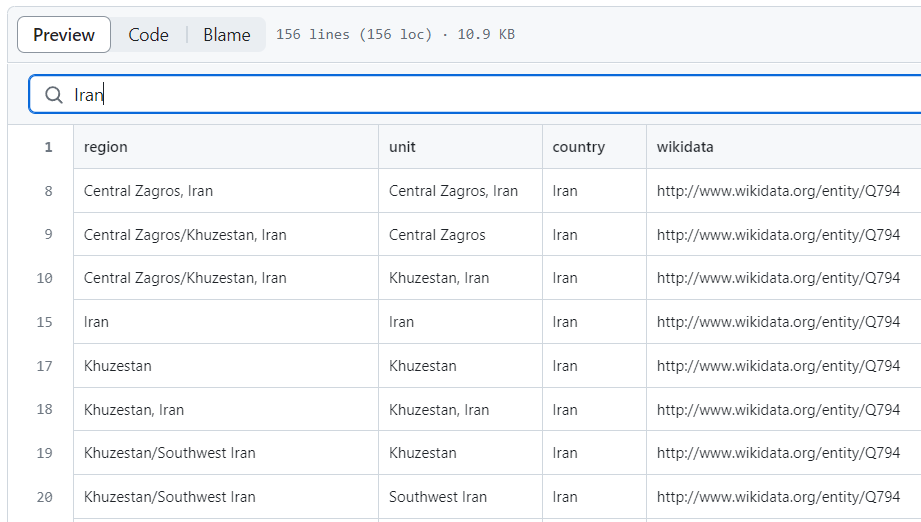 Preview Code Blame 156 lines (156 loc) · 10.9 KB
Iran
1 region unit country wikidata
8 Central Zagros, Iran Central Zagros, Iran Iran http://www.wikidata.org/entity/Q794
9 Central Zagros/Khuzestan, Iran Central Zagros Iran http://www.wikidata.org/entity/Q794
10 Central Zagros/Khuzestan, Iran Khuzestan, Iran Iran http://www.wikidata.org/entity/Q794
15 Iran Iran Iran http://www.wikidata.org/entity/Q794
17 Khuzestan Khuzestan Iran http://www.wikidata.org/entity/Q794
18 Khuzestan, Iran Khuzestan, Iran Iran http://www.wikidata.org/entity/Q794
19 Khuzestan/Southwest Iran Khuzestan Iran http://www.wikidata.org/entity/Q794
20 Khuzestan/Southwest Iran Southwest Iran Iran http://www.wikidata.org/entity/Q794